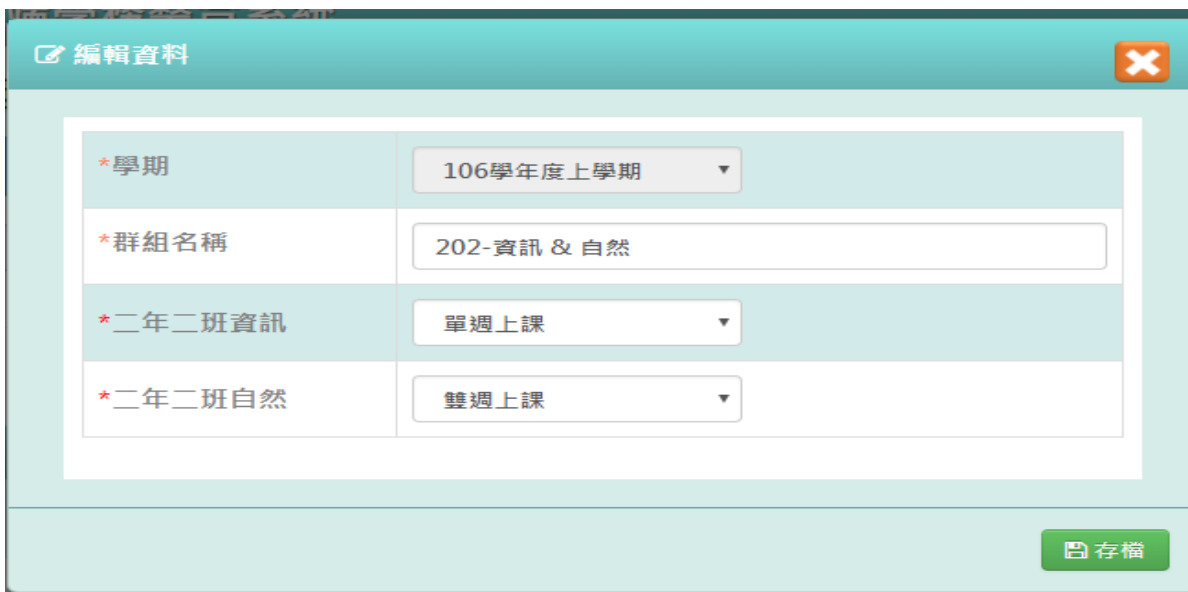 編輯資料
*學期 106學年度上學期
*群組名稱 202-資訊 & 自然
*二年二班資訊 單週上課
*二年二班自然 雙週上課
存檔